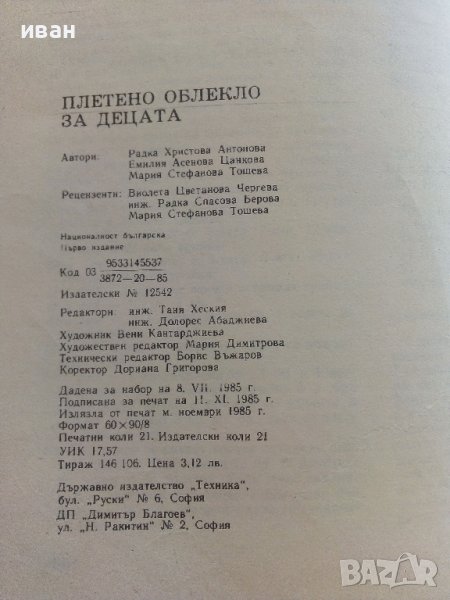 иван
ПЛЕТЕНО ОБЛЕКЛО
ЗА ДЕЦАТА
Автори: Радка Христова Антонова
Емилия Асенова Цанкова
Мария Стефанова Тошева
Рецензенти: Виолета Цветанова Чергева
инж. Радка Спасова Берова
Мария Стефанова Тошева
Националност българска
Първо издание
Код 03 9533145537
3872—20—85
Издателски № 12542
Редактори: инж. Таня Хеския
инж. Долорес Абаджиева
Художник Вени Кантарджиева
Художествен редактор Мария Димитрова
Технически редактор Борис Въжаров
Коректор Дориана Григорова
Дадена за набор на 8. VII. 1985 г.
Подписана за печат на 11. XI. 1985 г.
Излязла от печат м. ноември 1985 г.
Формат 60×90/8
Печатни коли 21. Издателски коли 21
УИК 17,57
Тираж 146 106. Цена 3,12 лв.
Държавно издателство „Техника“,
бул. „Руски“ № 6, София
ДП „Димитър Благоев“,
ул. „Н. Ракитин“ № 2, София
BAZAR